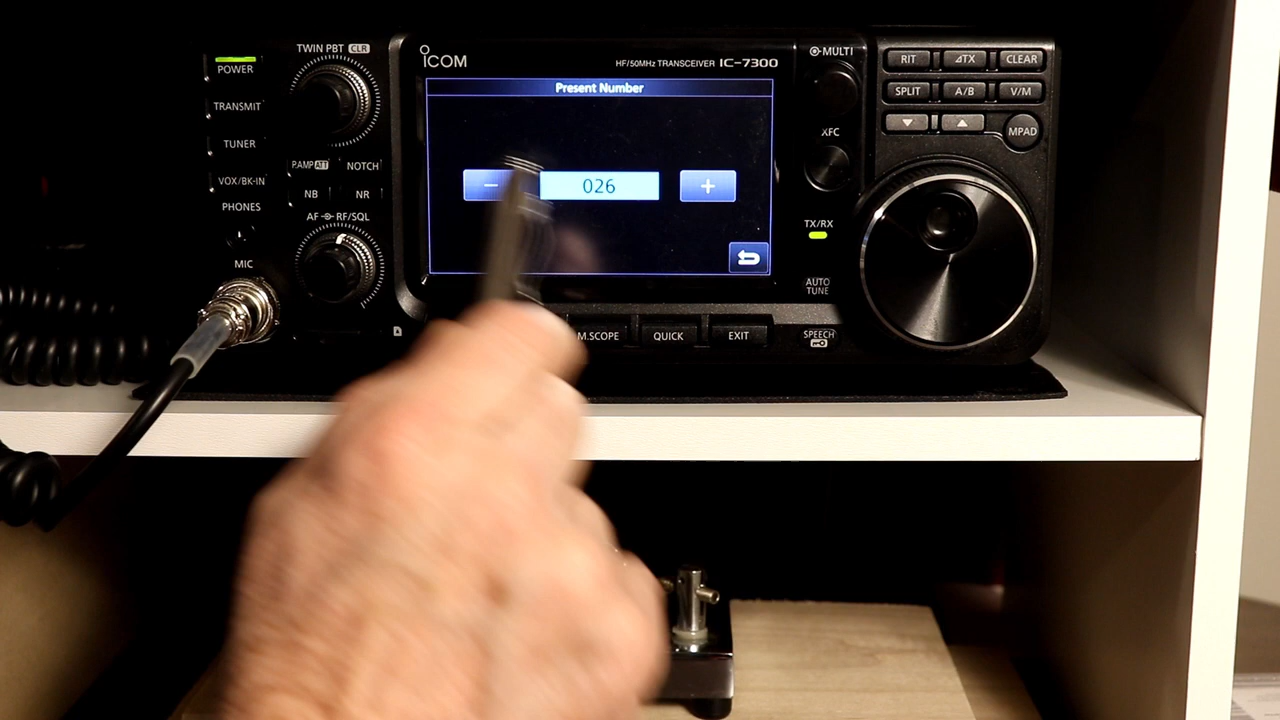 POWER
TRANSMIT
TUNER
VOX/BK-IN
PHONES
MIC
TWIN PBT CLR
P.AMP ATT
NOTCH
NB
NR
AF RF/SQL
ICOM
HF/50MHz TRANSCEIVER IC-7300
Present Number
−
026
+
M.SCOPE
QUICK
EXIT
MULTI
XFC
TX/RX
AUTO
TUNE
SPEECH
RIT
⊿TX
CLEAR
SPLIT
A/B
V/M
MPAD